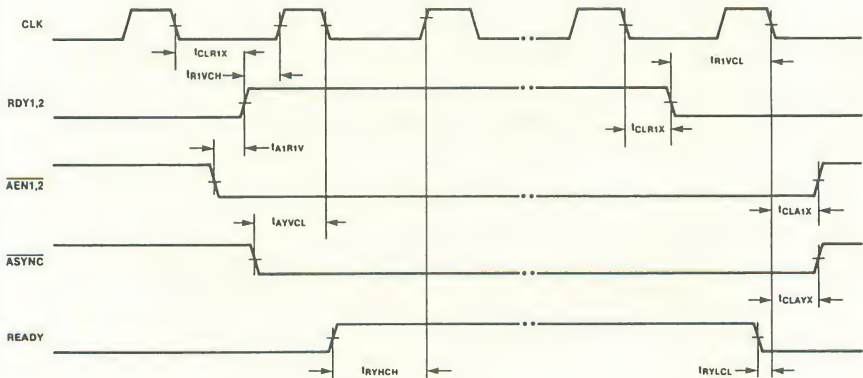 CLK
tCLR1X
tR1VCH
tR1VCL
RDY1,2
tCLR1X
tA1R1V
AEN1,2
tAYVCL
tCLA1X
ASYNC
tCLAYX
READY
tRYHCH
tRYLCL